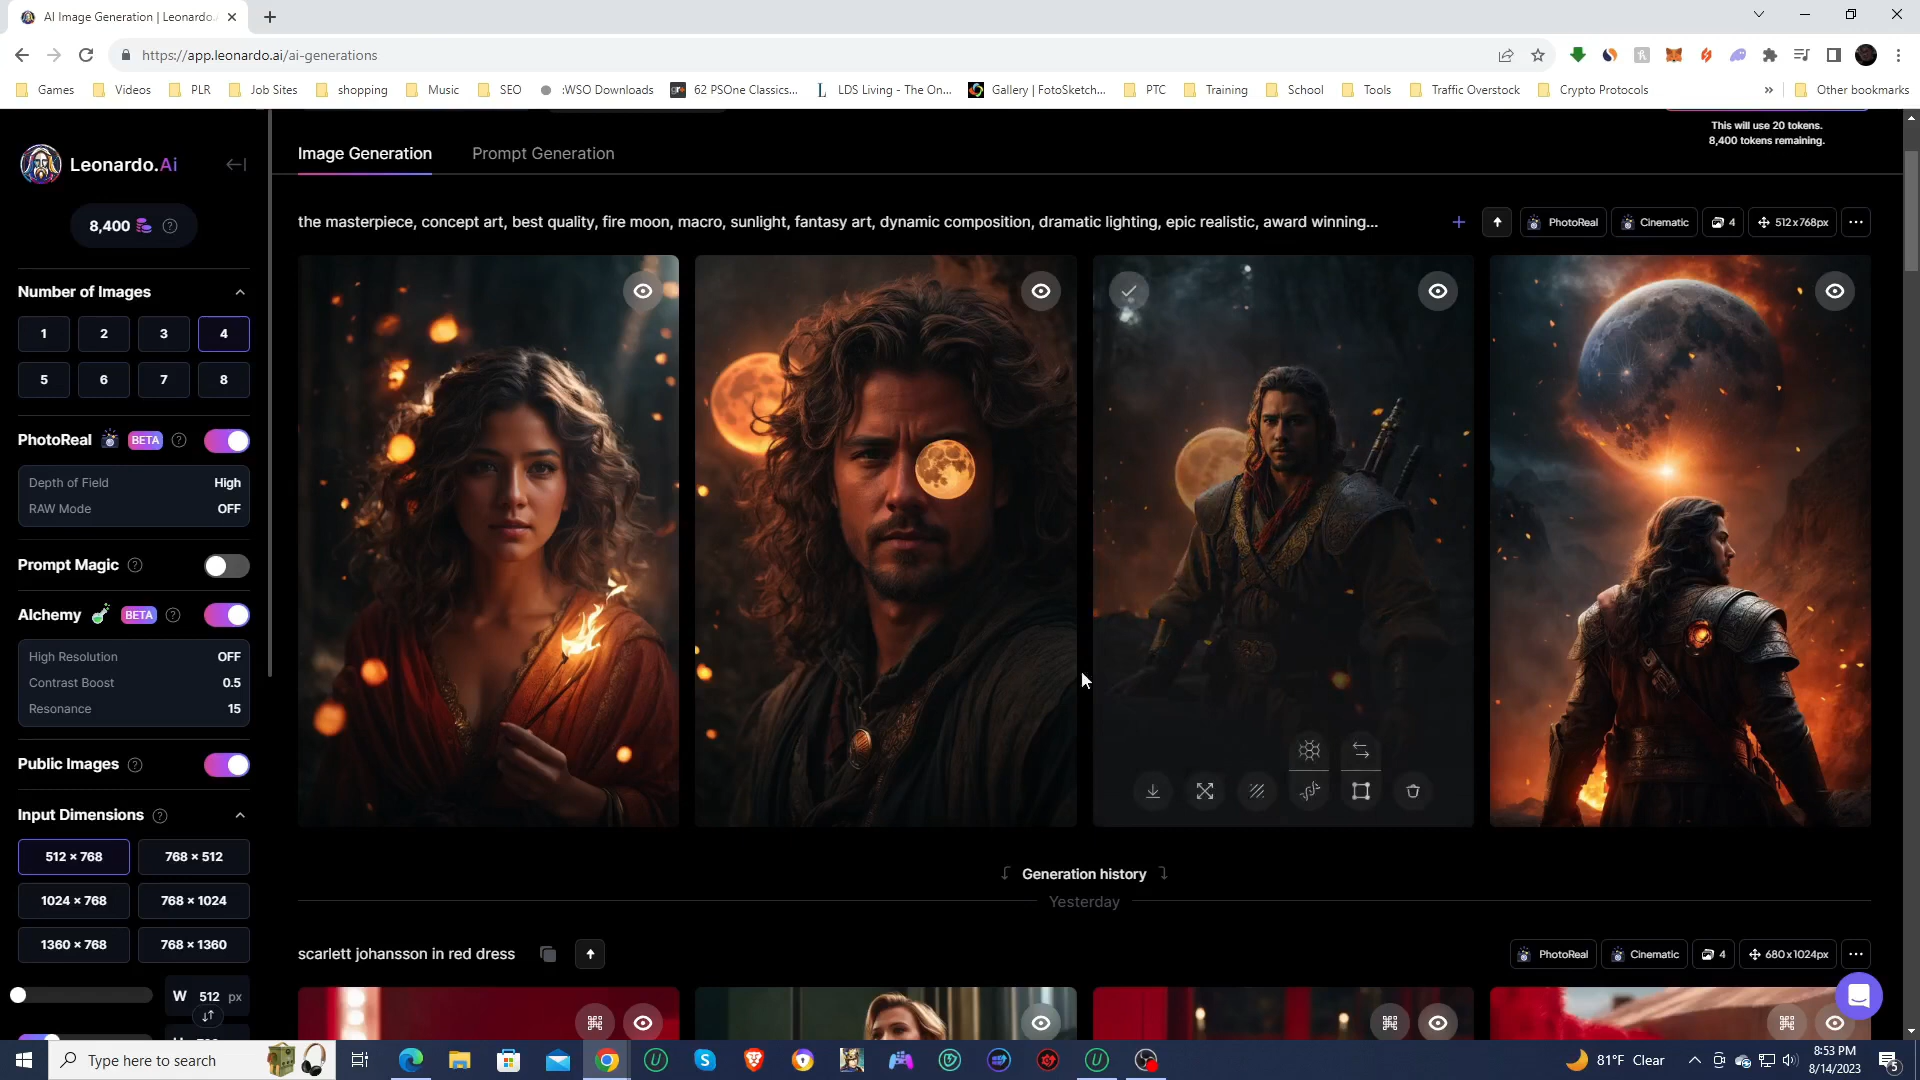 AI Image Generation | Leonardo.
https://app.leonardo.ai/ai-generations
Games
Videos
PLR
Job Sites
shopping
Music
SEO
:WSO Downloads
62 PSOne Classics...
LDS Living - The On...
Gallery | FotoSketch...
PTC
Training
School
Tools
Traffic Overstock
Crypto Protocols
»
Other bookmarks
This will use 20 tokens.
8,400 tokens remaining.
Leonardo.Ai
Image Generation
Prompt Generation
8,400
the masterpiece, concept art, best quality, fire moon, macro, sunlight, fantasy art, dynamic composition, dramatic lighting, epic realistic, award winning...
PhotoReal
Cinematic
4
512x768px
Number of Images
1
2
3
4
5
6
7
8
PhotoReal
BETA
Depth of Field
High
RAW Mode
OFF
Prompt Magic
Alchemy
BETA
High Resolution
OFF
Contrast Boost
0.5
Resonance
15
Public Images
Input Dimensions
512 × 768
768 × 512
1024 × 768
768 × 1024
1360 × 768
768 × 1360
W 512 px
Generation history
Yesterday
scarlett johansson in red dress
PhotoReal
Cinematic
4
680x1024px
Type here to search
81°F Clear
8:53 PM
8/14/2023
5